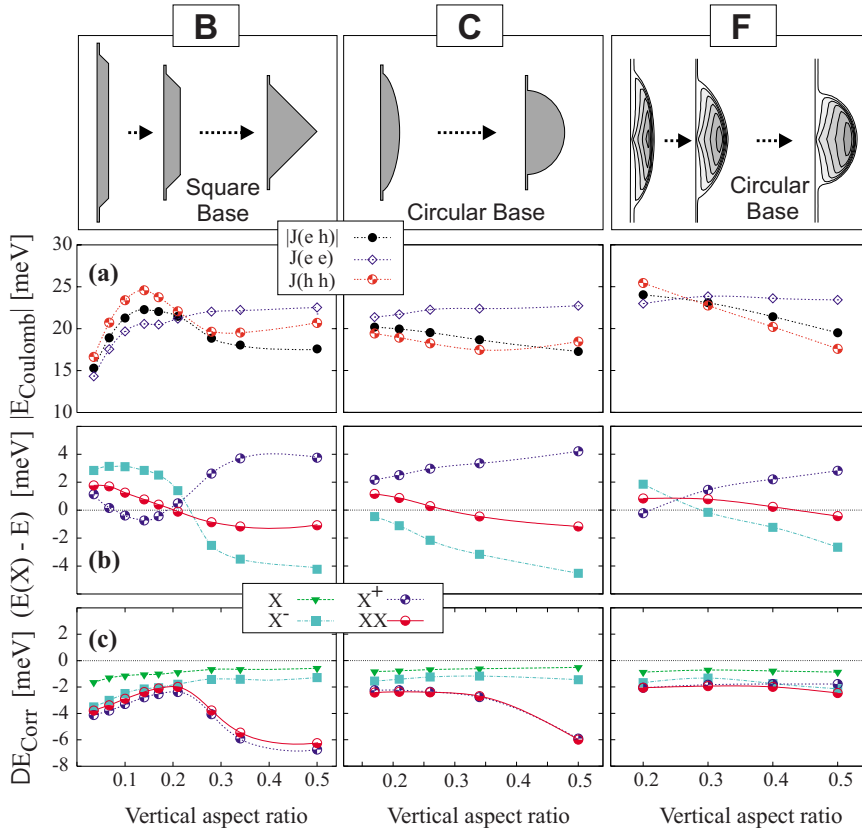 B C F
Square
Base
Circular Base
Circular
Base
|J(e h)|
J(e e)
J(h h)
(a)
|E_Coulomb| [meV]
30
25
20
15
10
(b)
(E(X) - E) [meV]
4
2
0
-2
-4
X X+
X- XX
(c)
DE_Corr [meV]
2
0
-2
-4
-6
-8
0.1 0.2 0.3 0.4 0.5
0.2 0.3 0.4 0.5
0.2 0.3 0.4 0.5
Vertical aspect ratio Vertical aspect ratio Vertical aspect ratio